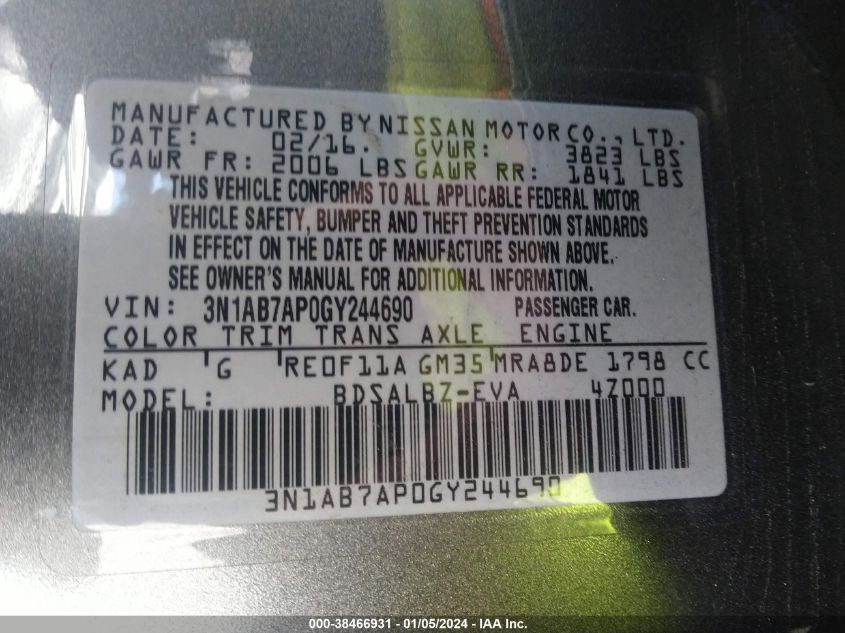 MANUFACTURED BY NISSAN MOTOR CO., LTD.
DATE: 02/16. GVWR: 3823 LBS
GAWR FR: 2006 LBS GAWR RR: 1841 LBS
THIS VEHICLE CONFORMS TO ALL APPLICABLE FEDERAL MOTOR
VEHICLE SAFETY, BUMPER AND THEFT PREVENTION STANDARDS
IN EFFECT ON THE DATE OF MANUFACTURE SHOWN ABOVE.
SEE OWNER'S MANUAL FOR ADDITIONAL INFORMATION.
VIN: 3N1AB7AP0GY244690 PASSENGER CAR.
COLOR TRIM TRANS AXLE ENGINE
KAD G RE0F11A GM35 MRA8DE 1798 CC
MODEL: BDSALBZ-EVA 4Z000
3N1AB7AP0GY244690
000-38466931 - 01/05/2024 - IAA Inc.